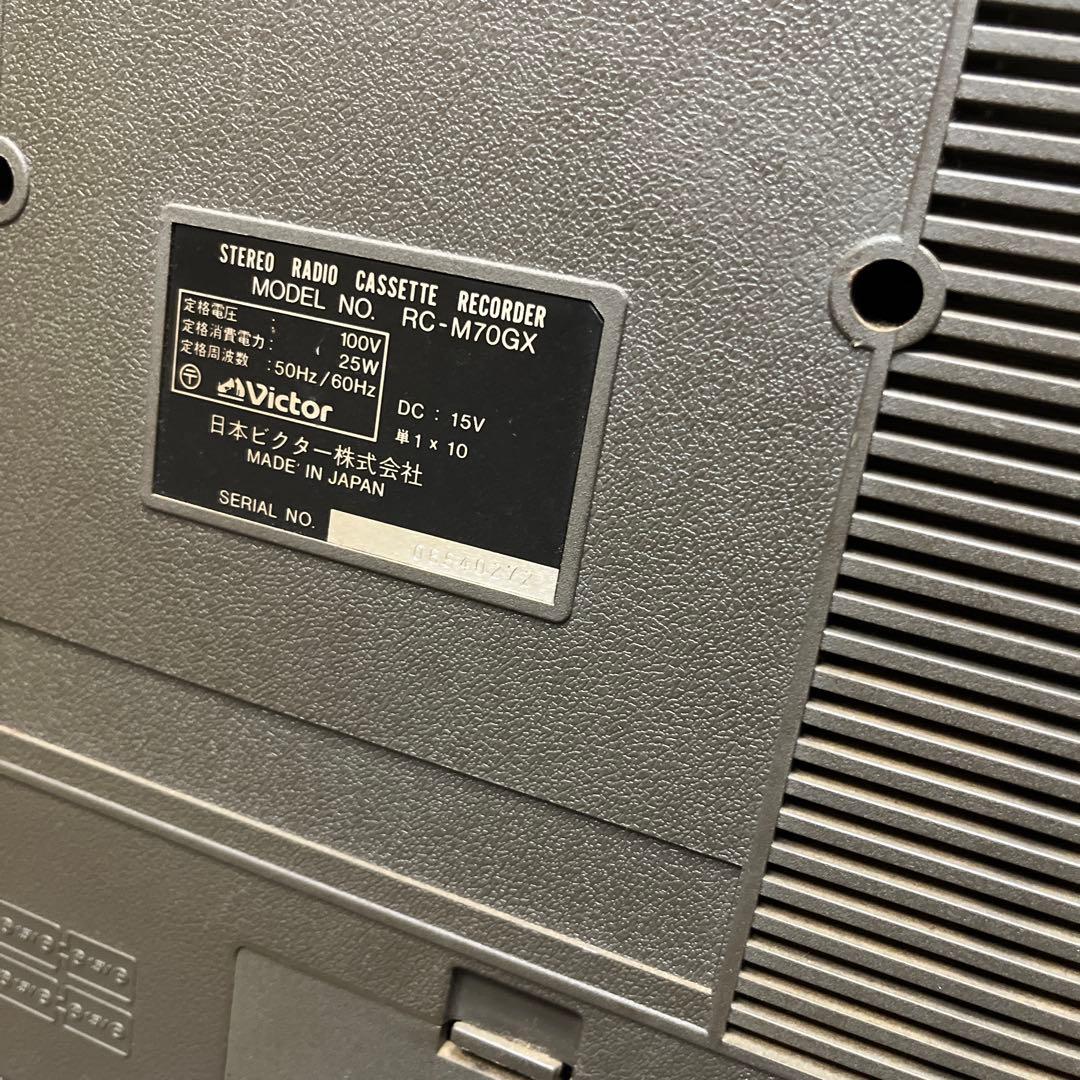 STEREO RADIO CASSETTE RECORDER
MODEL NO. RC-M70GX
定格電圧 : 100V
定格消費電力 : 25W
定格周波数 : 50Hz/60Hz
〒 Victor
DC : 15V
単1 × 10
日本ビクター株式会社
MADE IN JAPAN
SERIAL NO.